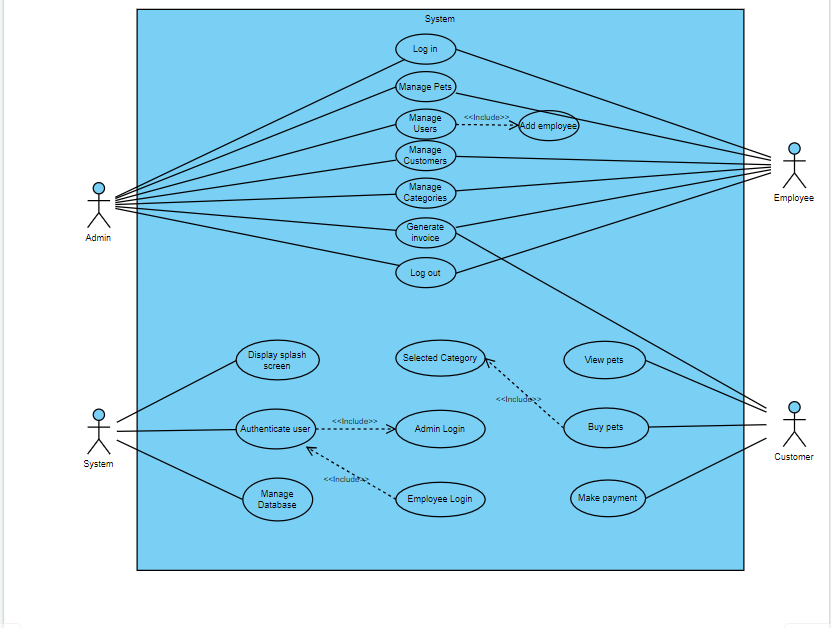 System
Log in
Manage Pets
Manage
Users
<<Include>>
Add employee
Manage
Customers
Manage
Categories
Generate
invoice
Log out
Admin
Employee
Display splash
screen
Selected Category
View pets
<<Include>>
Authenticate user
<<Include>>
Admin Login
Buy pets
System
Customer
<<Include>>
Manage
Database
Employee Login
Make payment